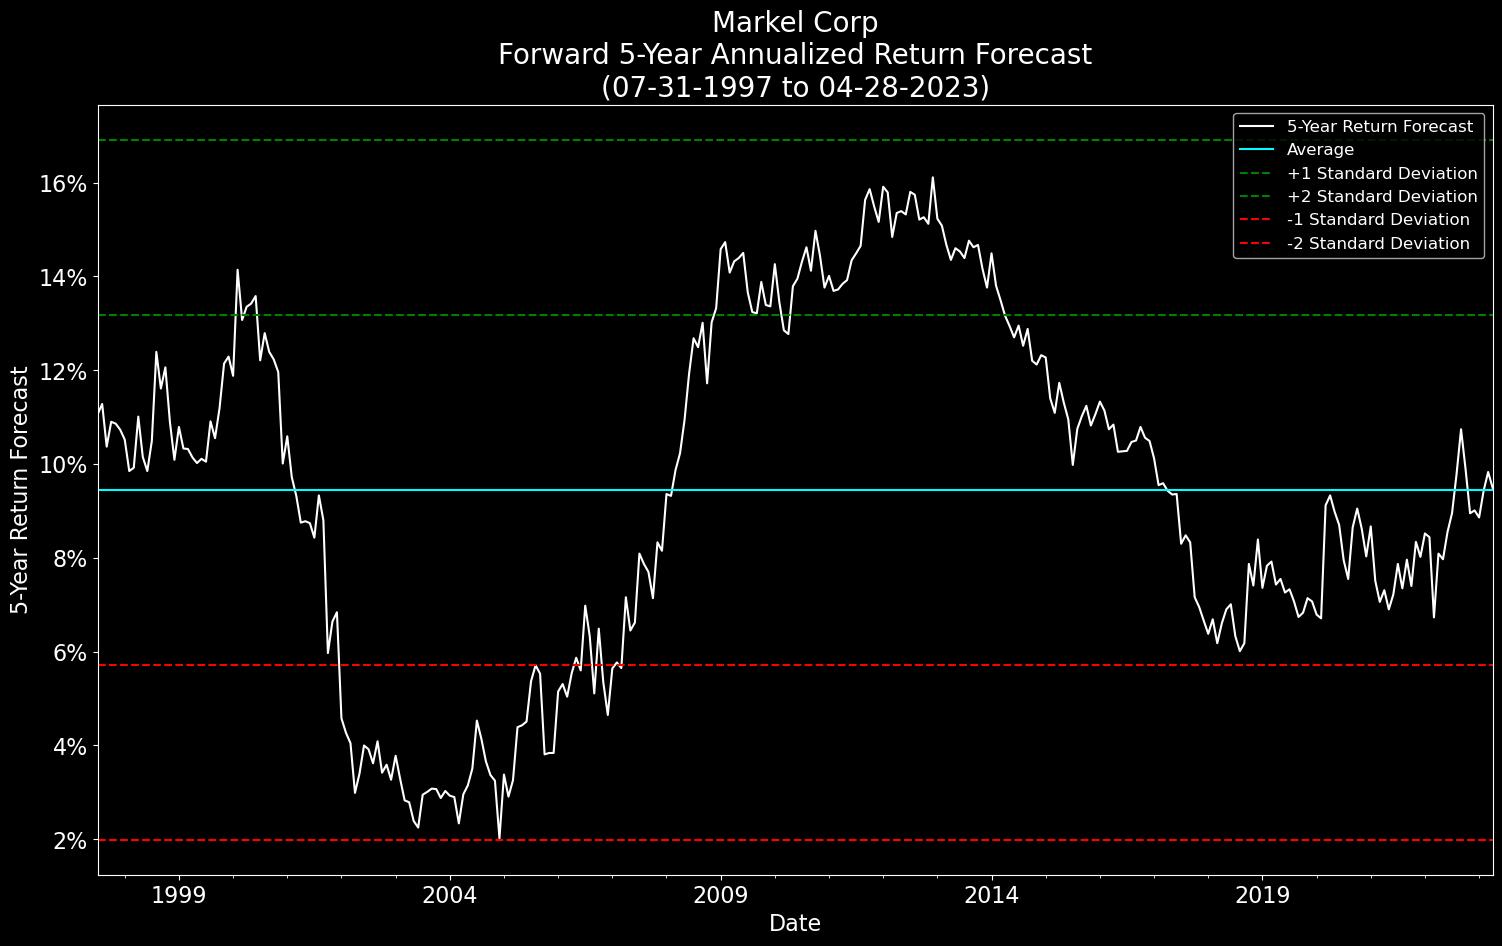 Markel Corp
Forward 5-Year Annualized Return Forecast
(07-31-1997 to 04-28-2023)
5-Year Return Forecast
Average
+1 Standard Deviation
+2 Standard Deviation
-1 Standard Deviation
-2 Standard Deviation
5-Year Return Forecast
16%
14%
12%
10%
8%
6%
4%
2%
1999 2004 2009 2014 2019
Date